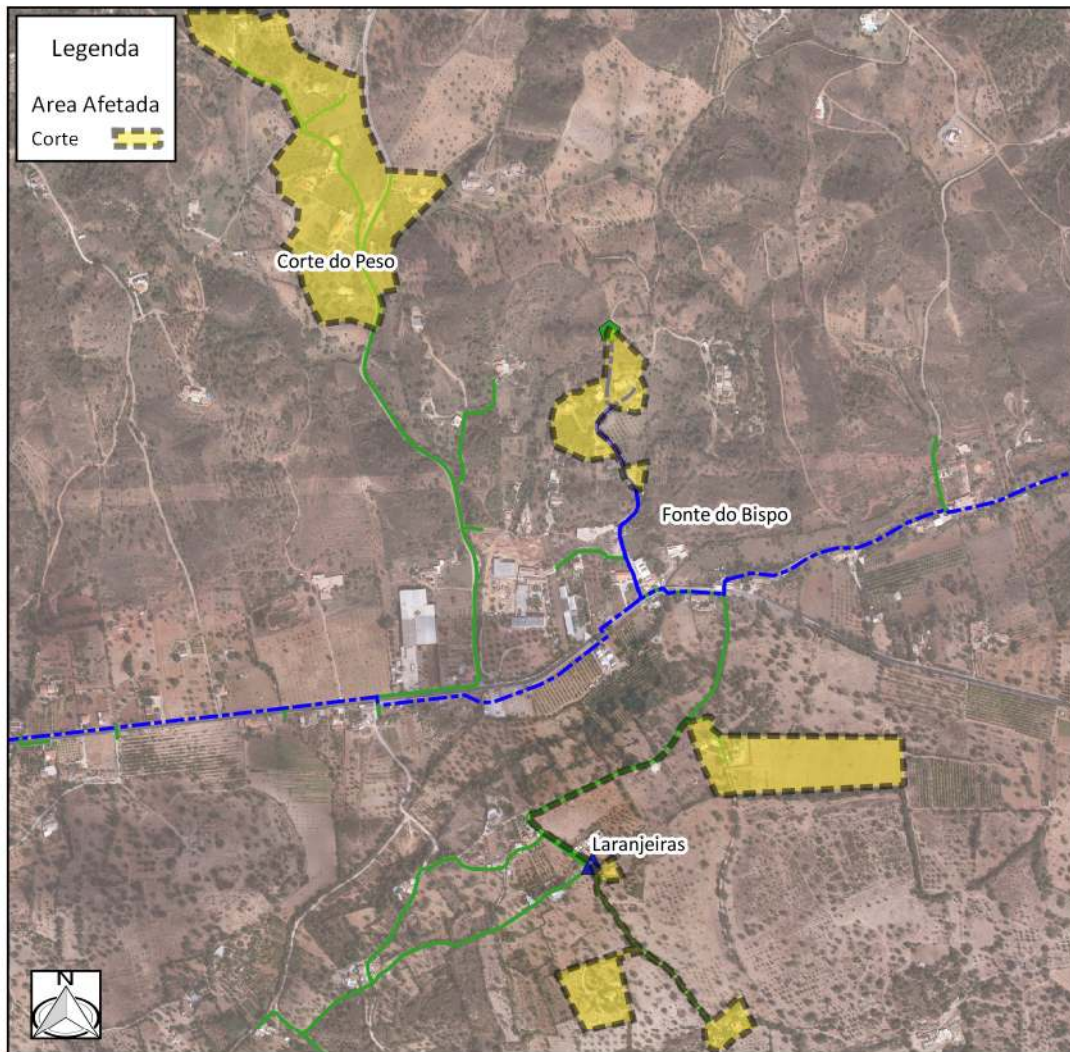 Legenda
Area Afetada
Corte
Corte do Peso
Fonte do Bispo
Laranjeiras
N